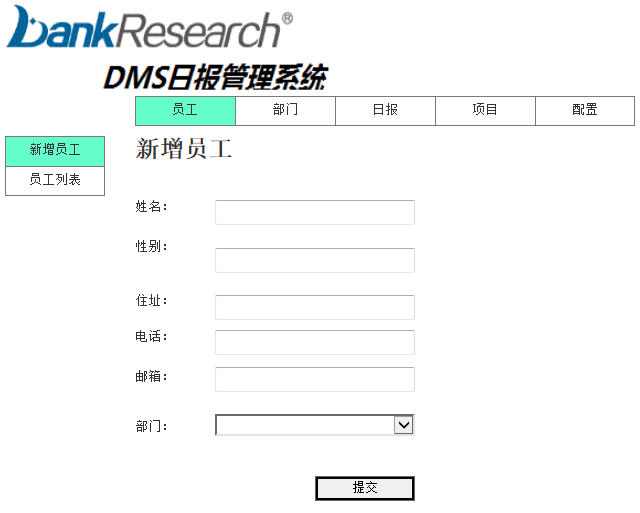 bankResearch®
DMS日报管理系统
员工 部门 日报 项目 配置
新增员工
员工列表
新增员工
姓名：
性别：
住址：
电话：
邮箱：
部门：
提交